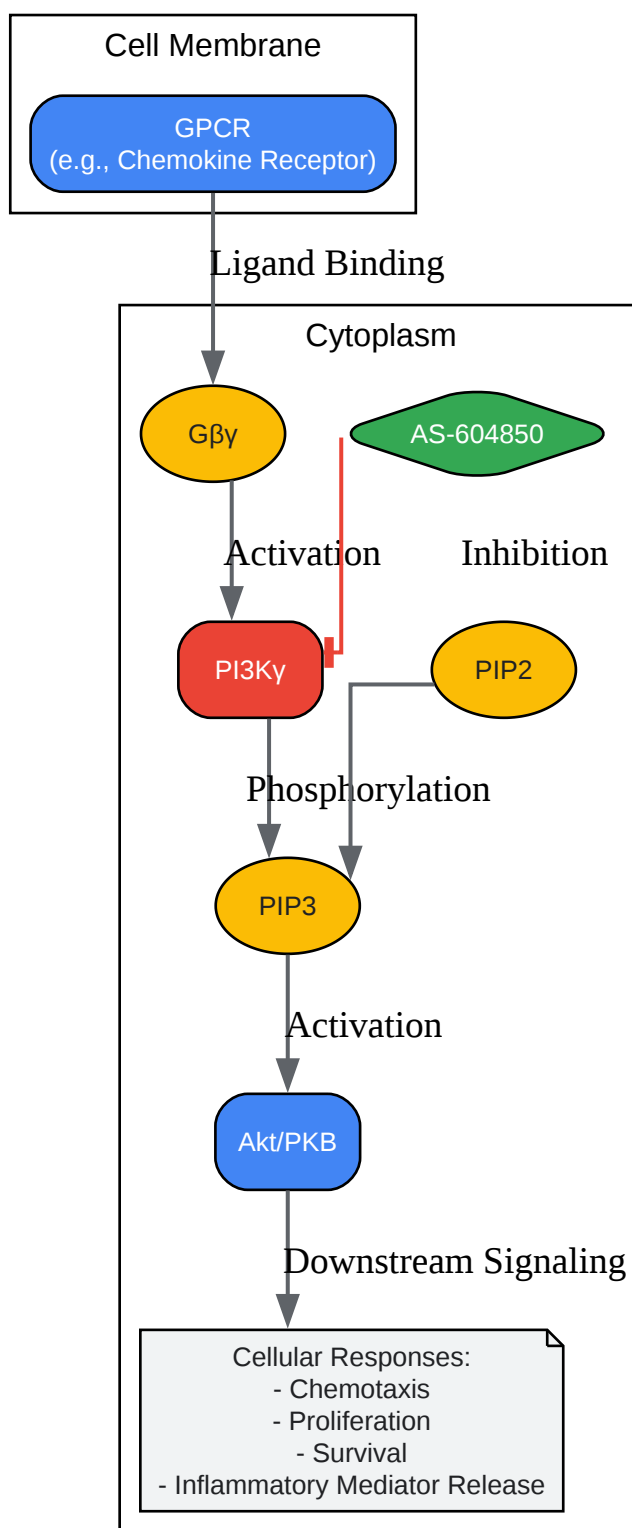 Cell Membrane
GPCR
(e.g., Chemokine Receptor)
Ligand Binding
Cytoplasm
Gβγ
AS-604850
Activation
Inhibition
PI3Kγ
PIP2
Phosphorylation
PIP3
Activation
Akt/PKB
Downstream Signaling
Cellular Responses:
- Chemotaxis
- Proliferation
- Survival
- Inflammatory Mediator Release